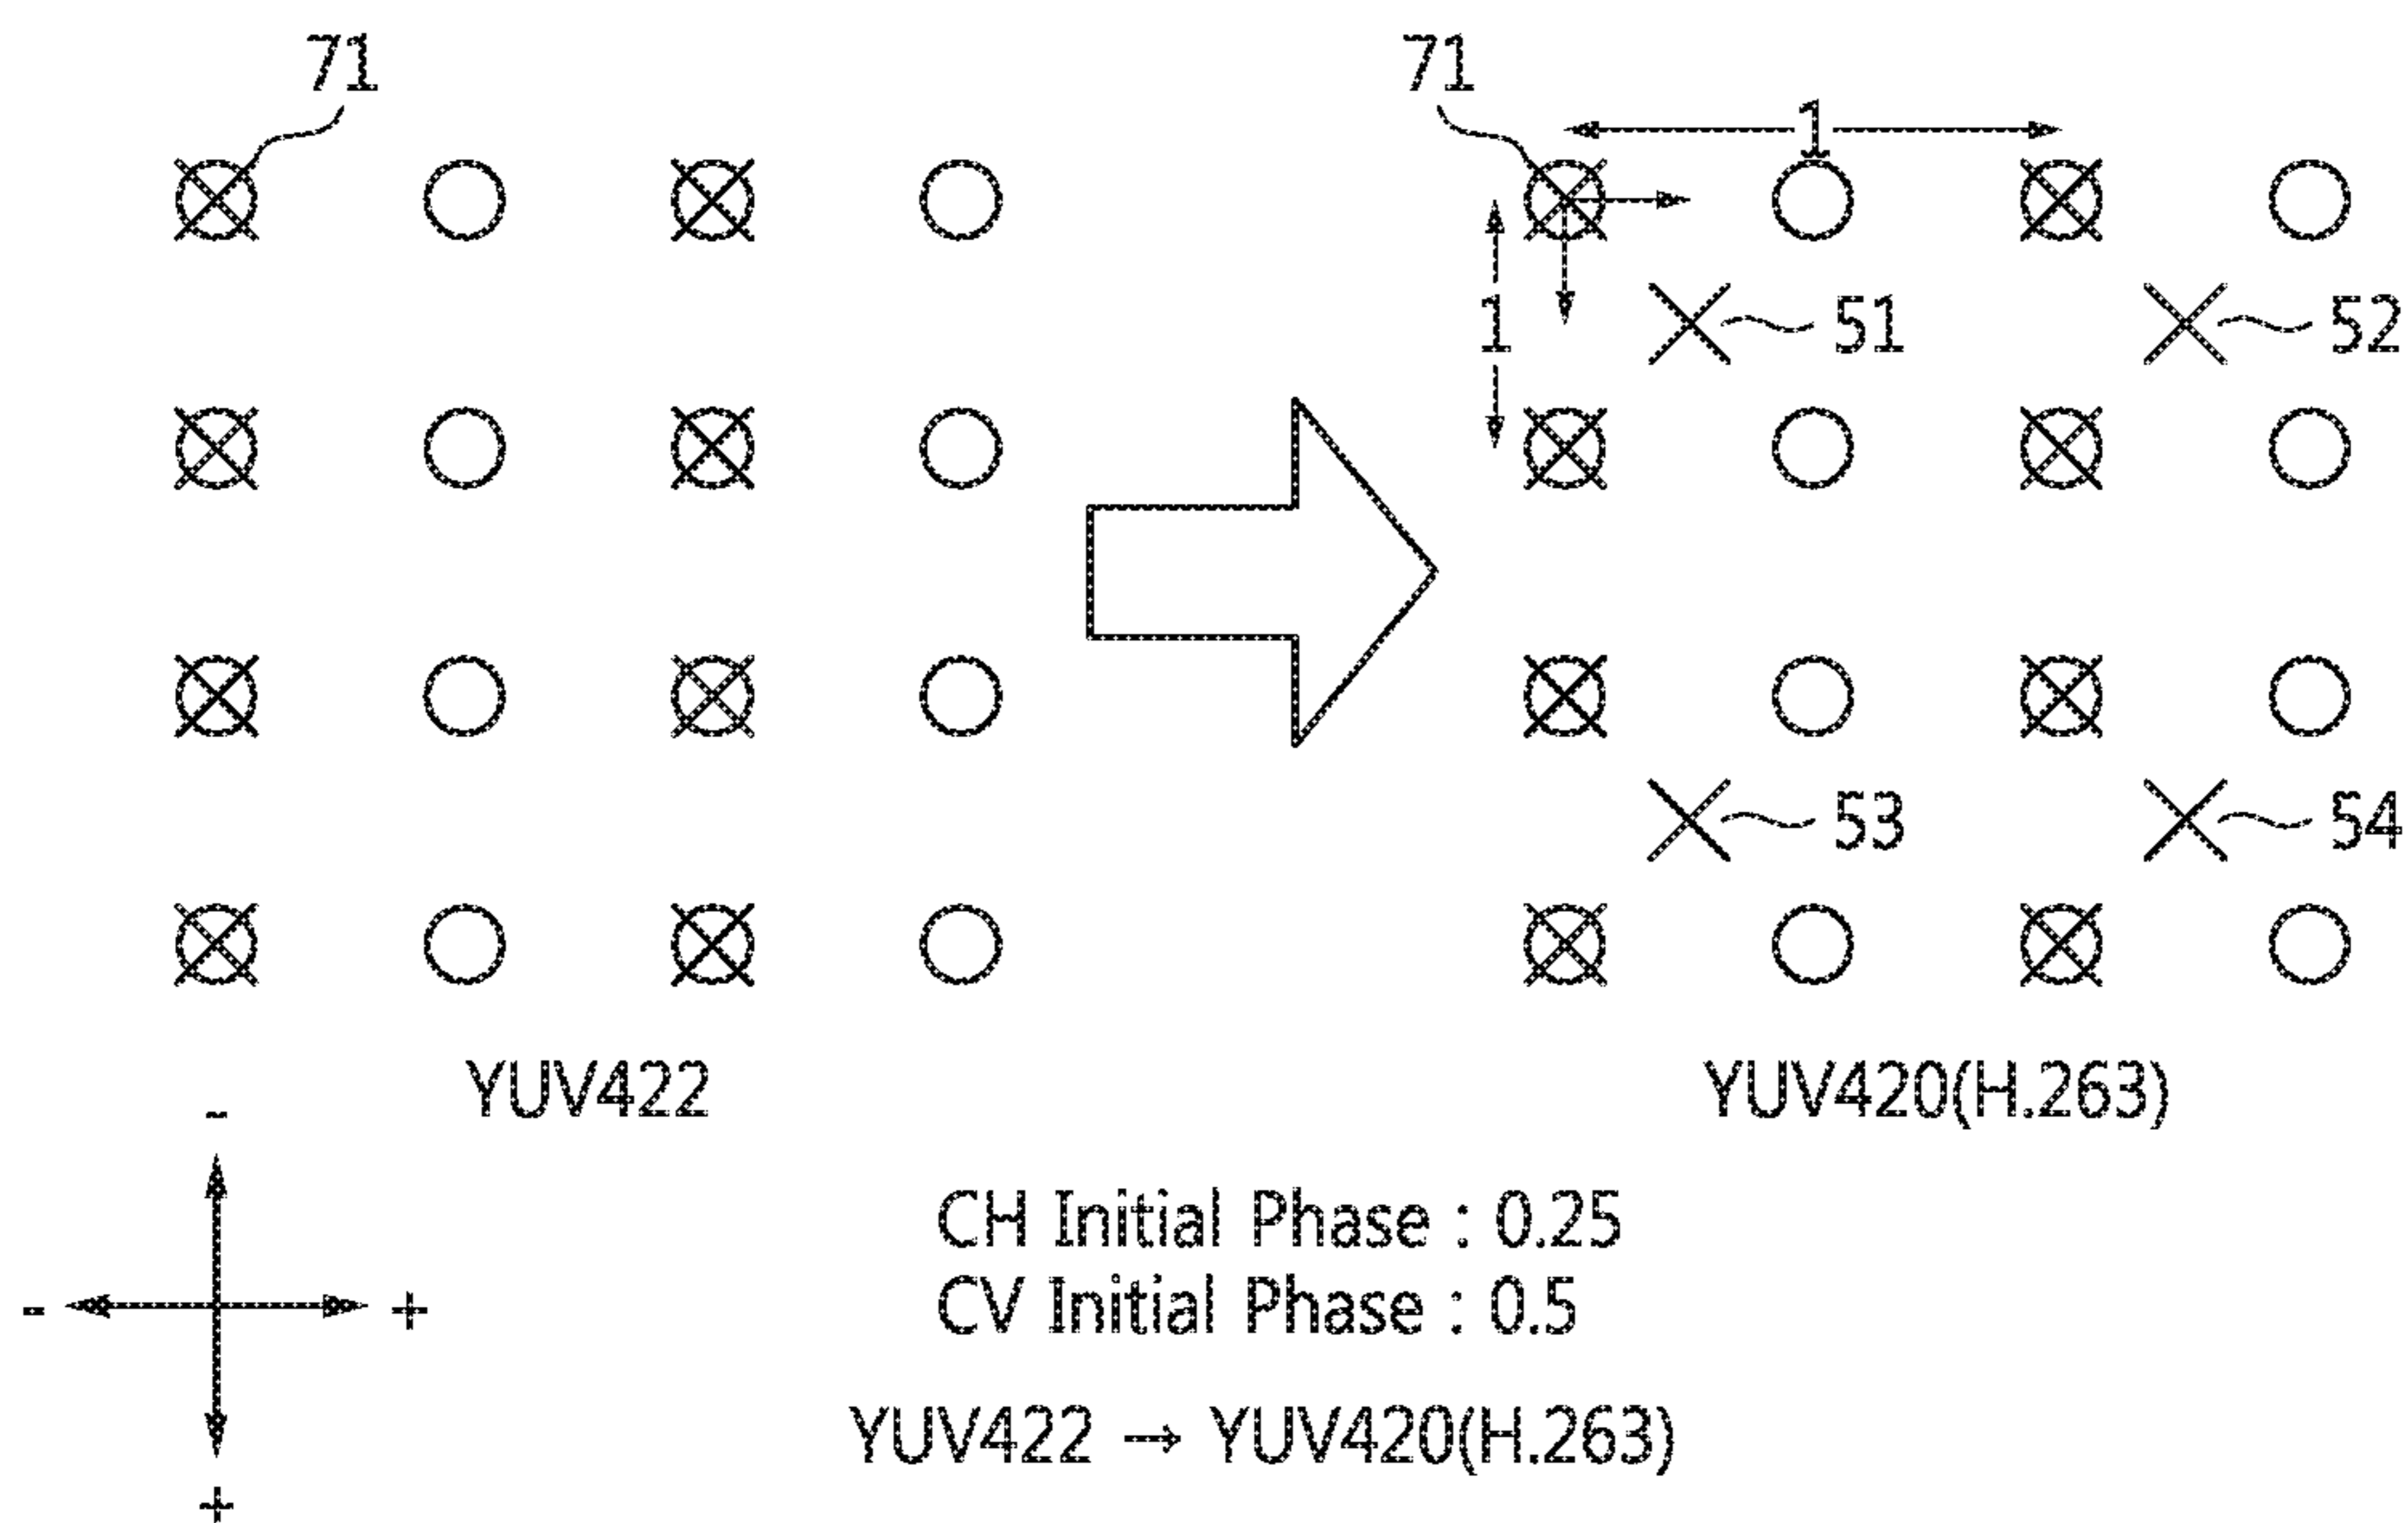 71
71
1
1
51
52
53
54
YUV422
YUV420(H.263)
-
-
+
+
CH Initial Phase : 0.25
CV Initial Phase : 0.5
YUV422 → YUV420(H.263)